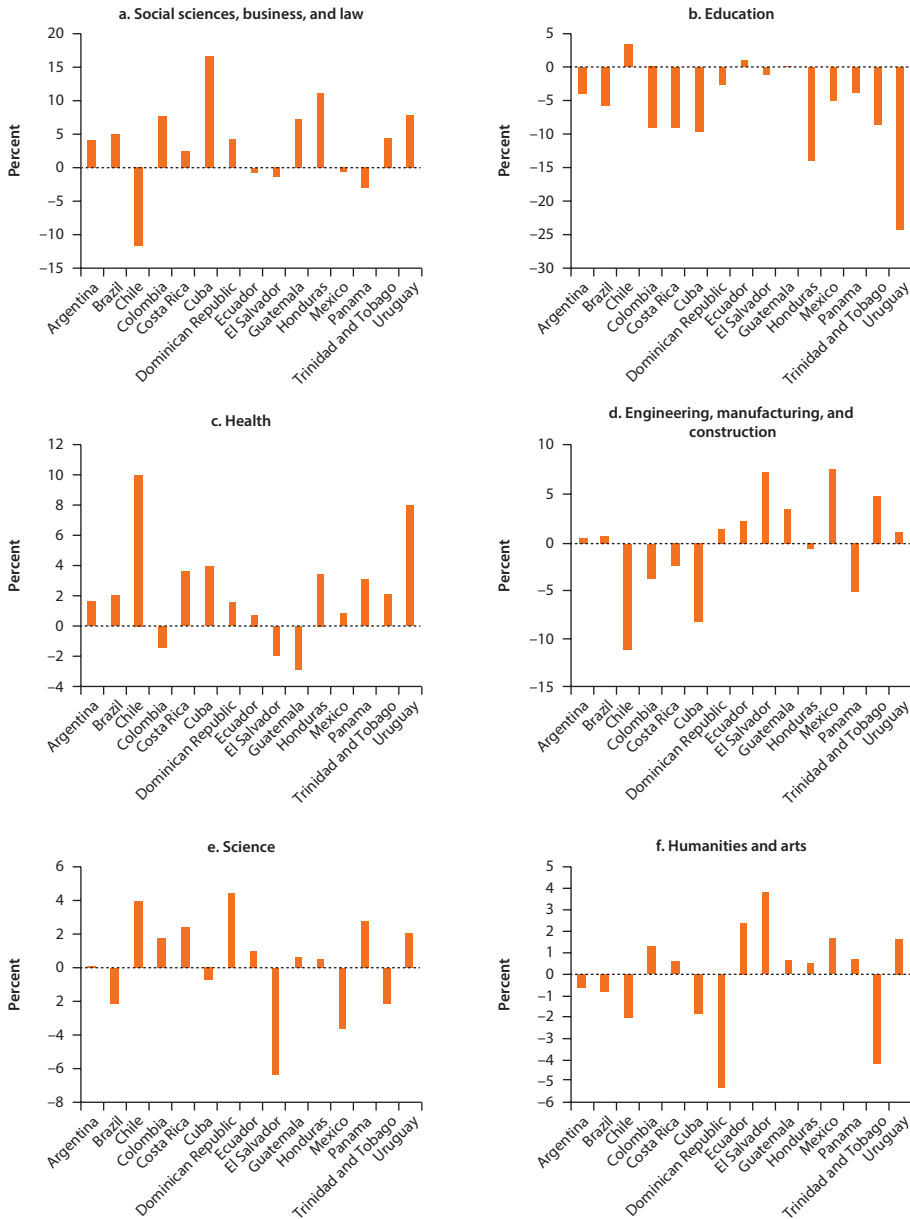 a. Social sciences, business, and law
Percent
20
15
10
5
0
–5
–10
–15
Argentina
Brazil
Chile
Colombia
Costa Rica
Cuba
Dominican Republic
Ecuador
El Salvador
Guatemala
Honduras
Mexico
Panama
Trinidad and Tobago
Uruguay
b. Education
Percent
5
0
–5
–10
–15
–20
–25
–30
Argentina
Brazil
Chile
Colombia
Costa Rica
Cuba
Dominican Republic
Ecuador
El Salvador
Guatemala
Honduras
Mexico
Panama
Trinidad and Tobago
Uruguay
c. Health
Percent
12
10
8
6
4
2
0
–2
–4
Argentina
Brazil
Chile
Colombia
Costa Rica
Cuba
Dominican Republic
Ecuador
El Salvador
Guatemala
Honduras
Mexico
Panama
Trinidad and Tobago
Uruguay
d. Engineering, manufacturing, and
construction
Percent
10
5
0
–5
–10
–15
Argentina
Brazil
Chile
Colombia
Costa Rica
Cuba
Dominican Republic
Ecuador
El Salvador
Guatemala
Honduras
Mexico
Panama
Trinidad and Tobago
Uruguay
e. Science
Percent
6
4
2
0
2
–4
–6
–8
Argentina
Brazil
Chile
Colombia
Costa Rica
Cuba
Dominican Republic
Ecuador
El Salvador
Guatemala
Honduras
Mexico
Panama
Trinidad and Tobago
Uruguay
f. Humanities and arts
Percent
5
4
3
2
1
0
–1
–2
–3
–4
–5
–6
Argentina
Brazil
Chile
Colombia
Costa Rica
Cuba
Dominican Republic
Ecuador
El Salvador
Guatemala
Honduras
Mexico
Panama
Trinidad and Tobago
Uruguay